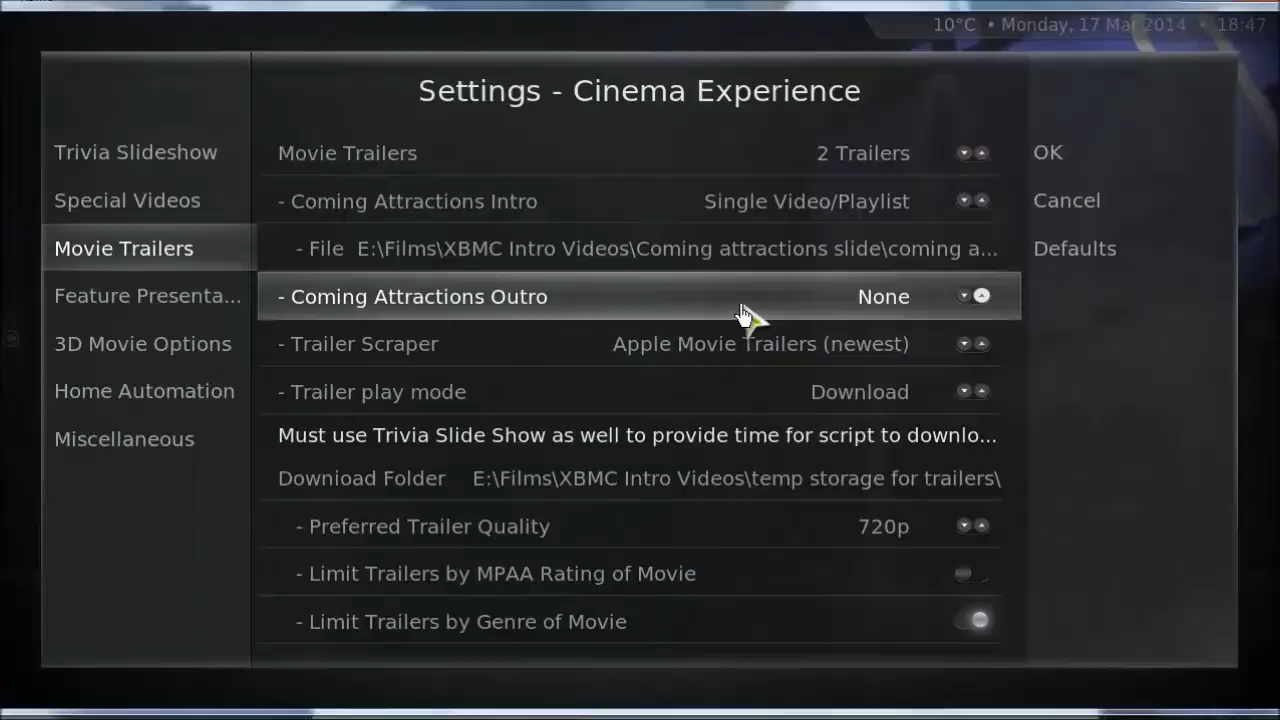 10°C • Monday, 17 Mar 2014 • 18:47
Settings - Cinema Experience
Trivia Slideshow
Special Videos
Movie Trailers
Feature Presenta...
3D Movie Options
Home Automation
Miscellaneous
Movie Trailers 2 Trailers
- Coming Attractions Intro Single Video/Playlist
- File E:\Films\XBMC Intro Videos\Coming attractions slide\coming a...
- Coming Attractions Outro None
- Trailer Scraper Apple Movie Trailers (newest)
- Trailer play mode Download
Must use Trivia Slide Show as well to provide time for script to downlo...
Download Folder E:\Films\XBMC Intro Videos\temp storage for trailers\
- Preferred Trailer Quality 720p
- Limit Trailers by MPAA Rating of Movie
- Limit Trailers by Genre of Movie
OK
Cancel
Defaults